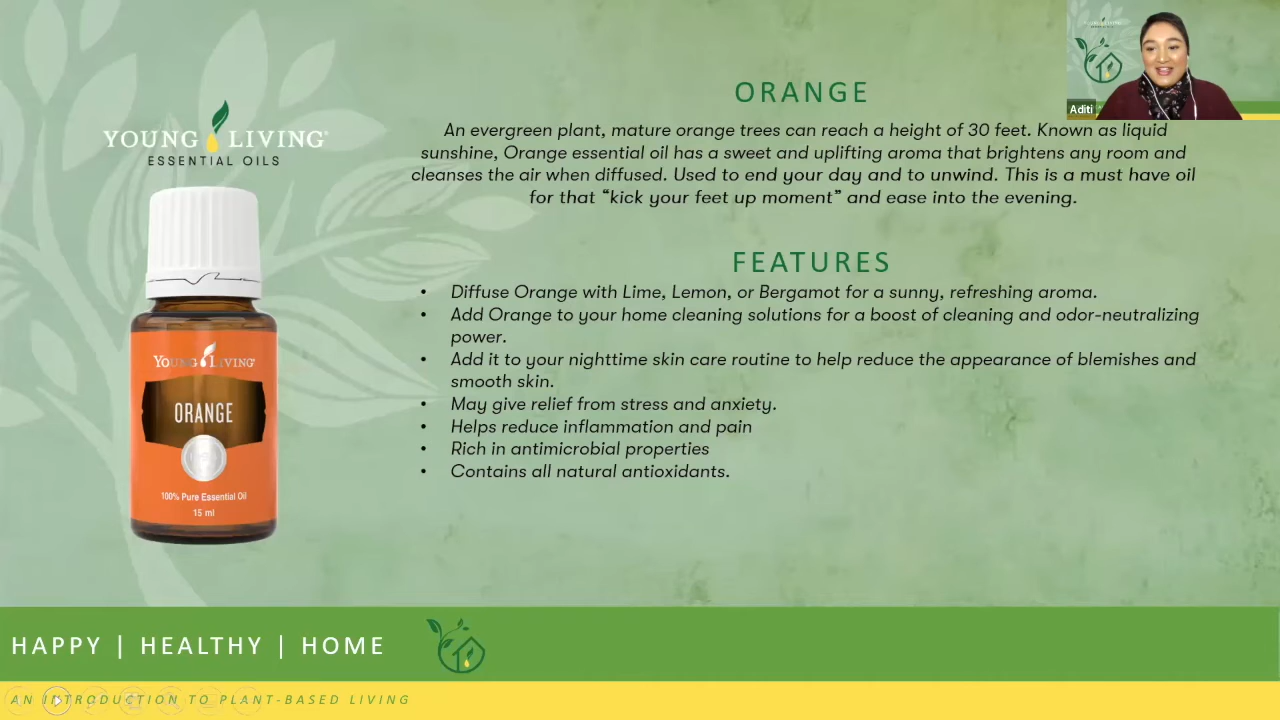 ORANGE
An evergreen plant, mature orange trees can reach a height of 30 feet. Known as liquid
sunshine, Orange essential oil has a sweet and uplifting aroma that brightens any room and
cleanses the air when diffused. Used to end your day and to unwind. This is a must have oil
for that “kick your feet up moment” and ease into the evening.
YOUNG LIVING®
ESSENTIAL OILS
YOUNG LIVING®
ORANGE
100% Pure Essential Oil
15 ml
FEATURES
• Diffuse Orange with Lime, Lemon, or Bergamot for a sunny, refreshing aroma.
• Add Orange to your home cleaning solutions for a boost of cleaning and odor-neutralizing
power.
• Add it to your nighttime skin care routine to help reduce the appearance of blemishes and
smooth skin.
• May give relief from stress and anxiety.
• Helps reduce inflammation and pain
• Rich in antimicrobial properties
• Contains all natural antioxidants.
Aditi
HAPPY | HEALTHY | HOME
AN INTRODUCTION TO PLANT-BASED LIVING